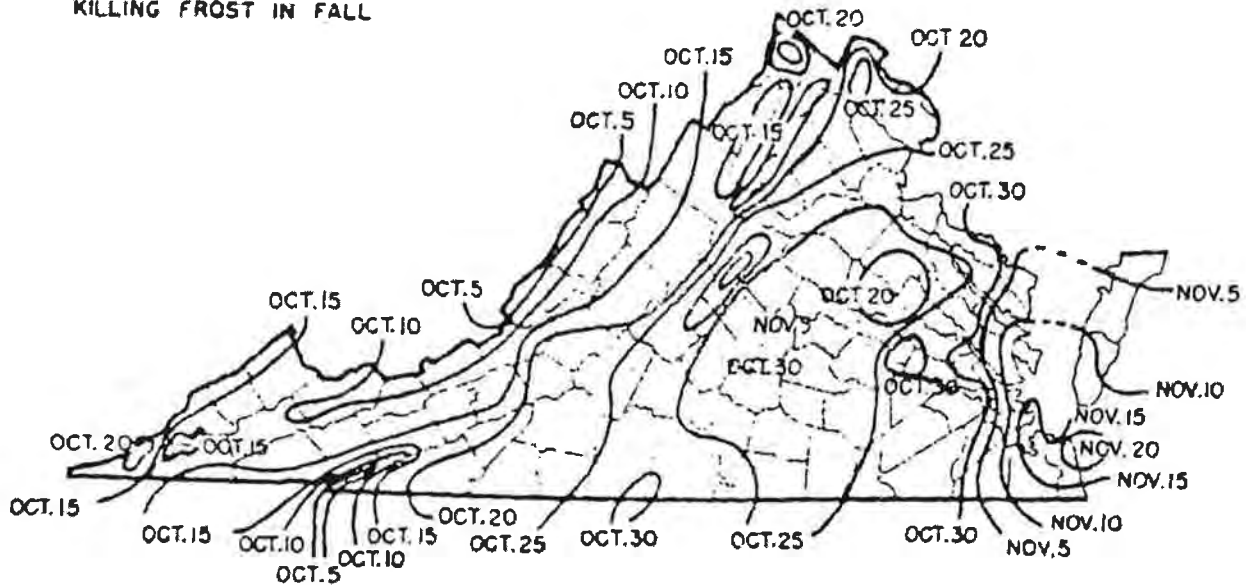 KILLING FROST IN FALL
OCT. 20
OCT 20
OCT.15
OCT.10
OCT.5
OCT.25
OCT. 15
OCT.25
OCT.30
OCT.15
OCT.5
OCT.10
OCT 20
NOV.5
NOV.5
OCT.30
OCT.30
NOV.10
NOV.15
OCT.20
OCT.15
NOV. 20
NOV.15
OCT.15
OCT.15
OCT.10
OCT.5
OCT.10
OCT.15
OCT.20
OCT.25
OCT.30
OCT.25
OCT.30
NOV.5
NOV.10